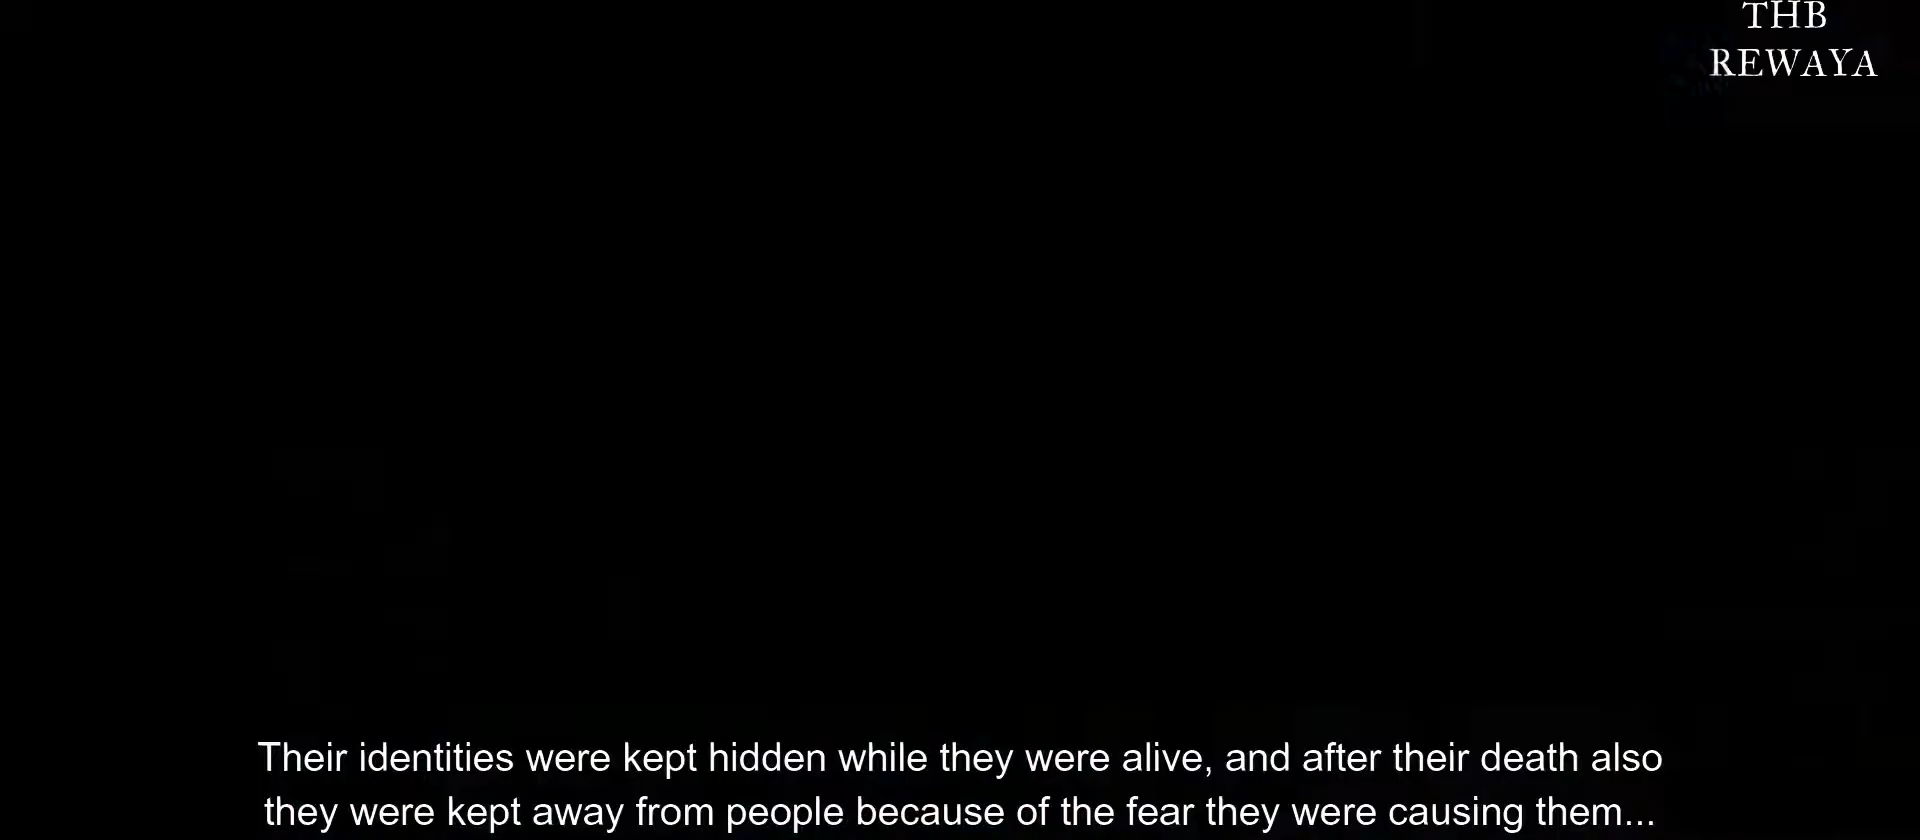 THB
REWAYA
Their identities were kept hidden while they were alive, and after their death also
they were kept away from people because of the fear they were causing them...